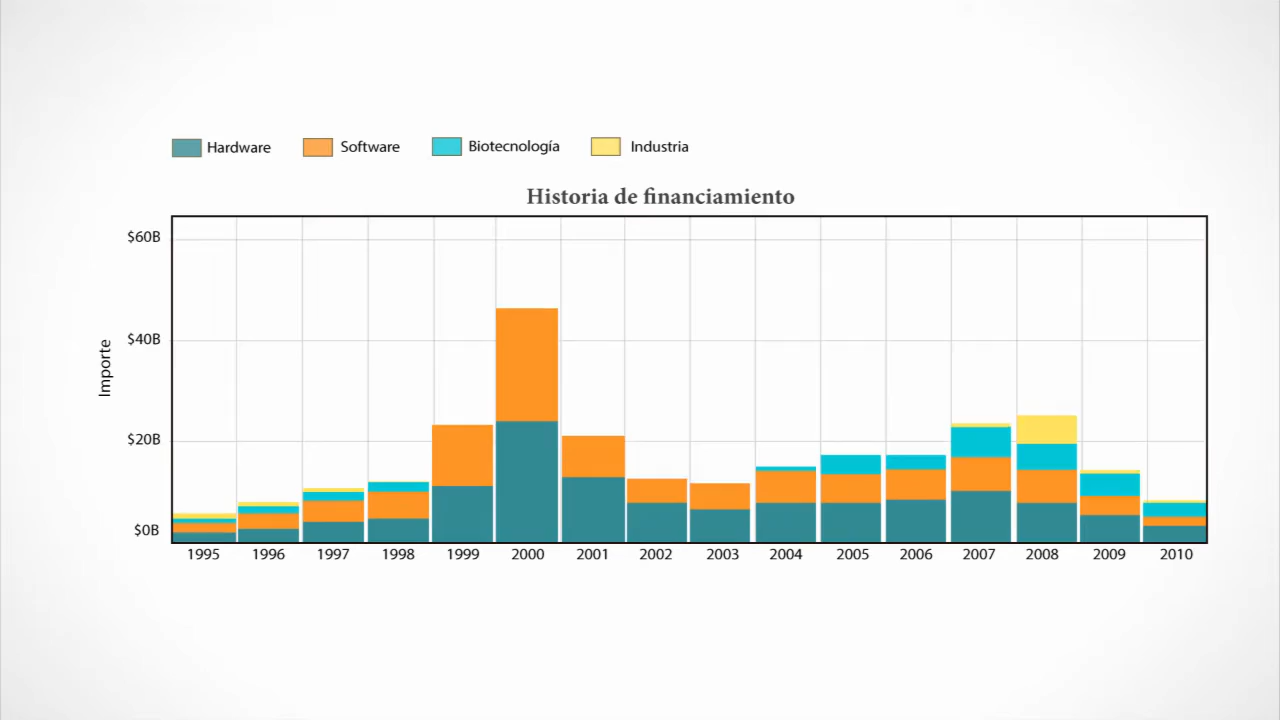 Hardware Software Biotecnología Industria
Historia de financiamiento
$60B
$40B
$20B
$0B
Importe
1995 1996 1997 1998 1999 2000 2001 2002 2003 2004 2005 2006 2007 2008 2009 2010